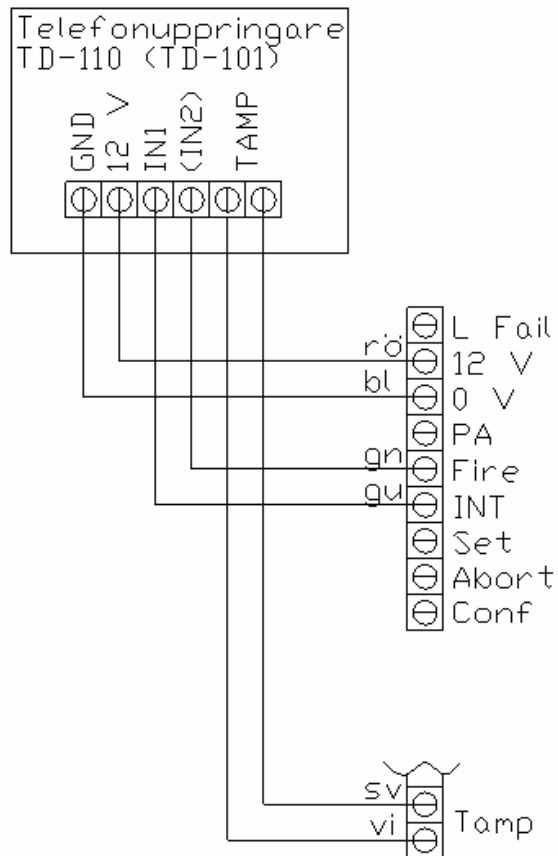 Telefonuppringare
TD-110 (TD-101)
GND
12 V
IN1
(IN2)
TAMP
L Fail
rö
12 V
bl
0 V
PA
gn
Fire
gu
INT
Set
Abort
Conf
sv
Tamp
vi